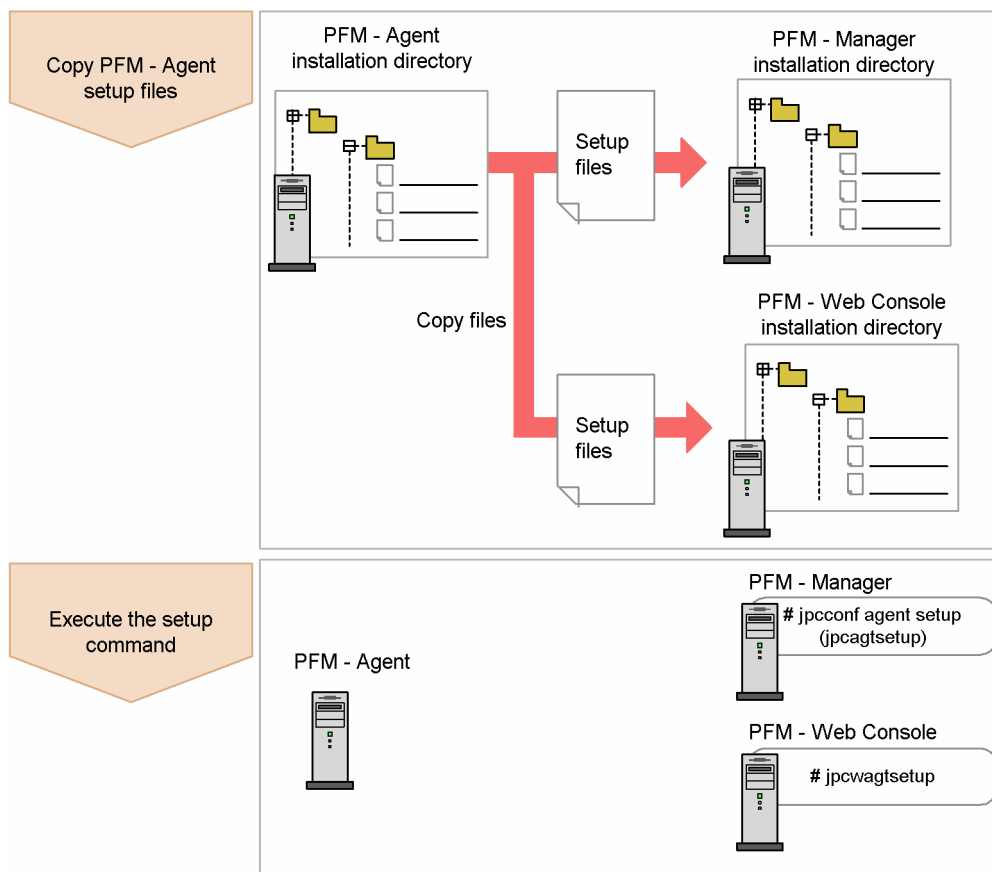 Copy PFM - Agent
setup files
PFM - Agent
installation directory
PFM - Manager
installation directory
Setup
files
Copy files
PFM - Web Console
installation directory
Setup
files
Execute the setup
command
PFM - Agent
PFM - Manager
# jpcconf agent setup
(jpcagtsetup)
PFM - Web Console
# jpcwagtsetup